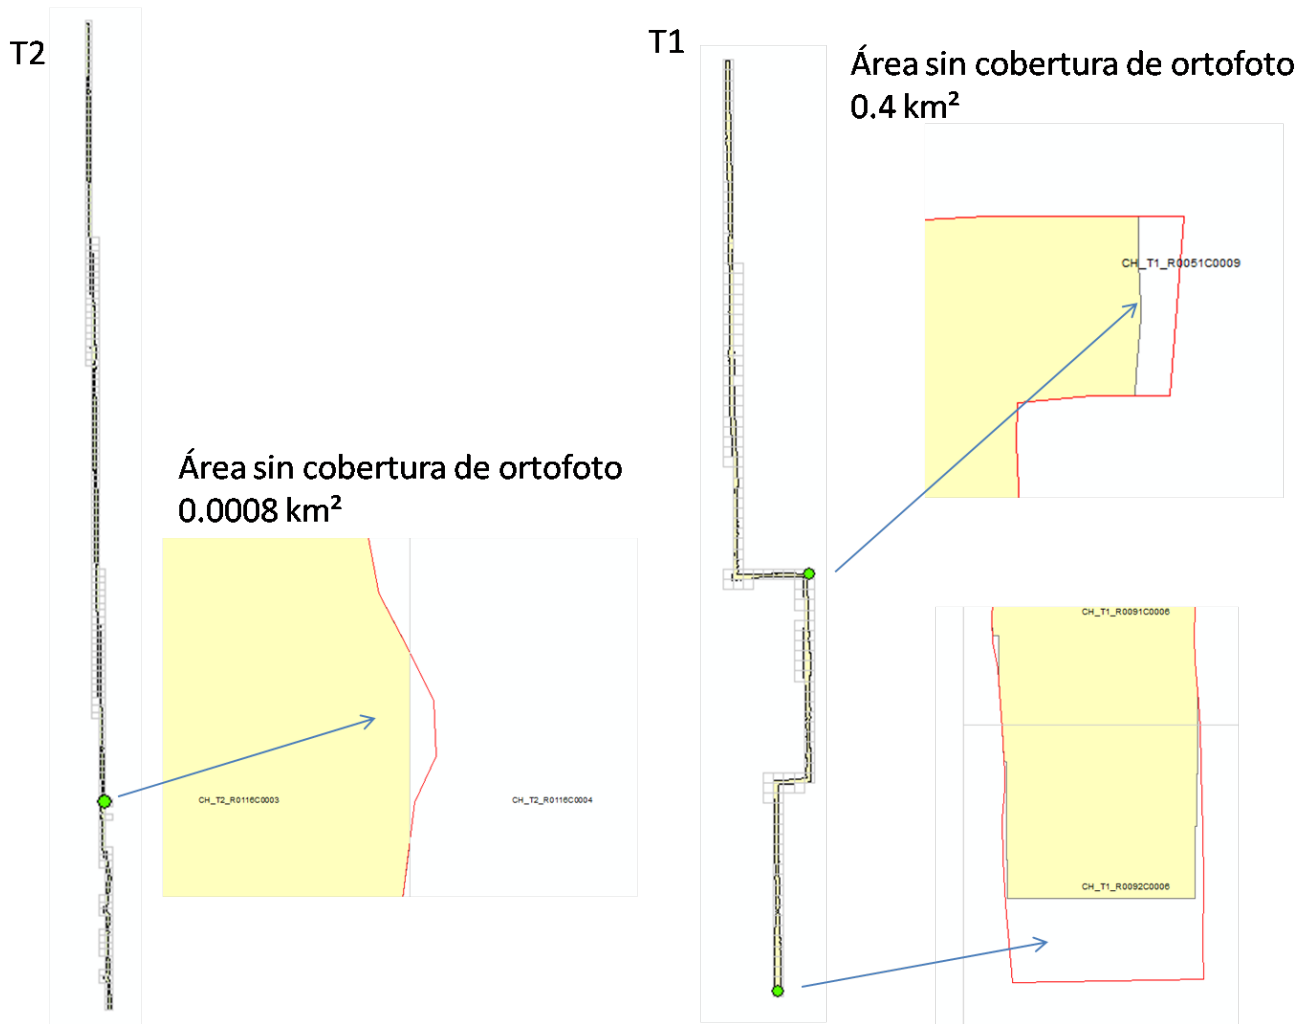 T2
T1
Área sin cobertura de ortofoto
0.4 km²
CH_T1_R0051C0009
Área sin cobertura de ortofoto
0.0008 km²
CH_T2_R0116C0003
CH_T2_R0116C0004
CH_T1_R0091C0006
CH_T1_R0092C0006